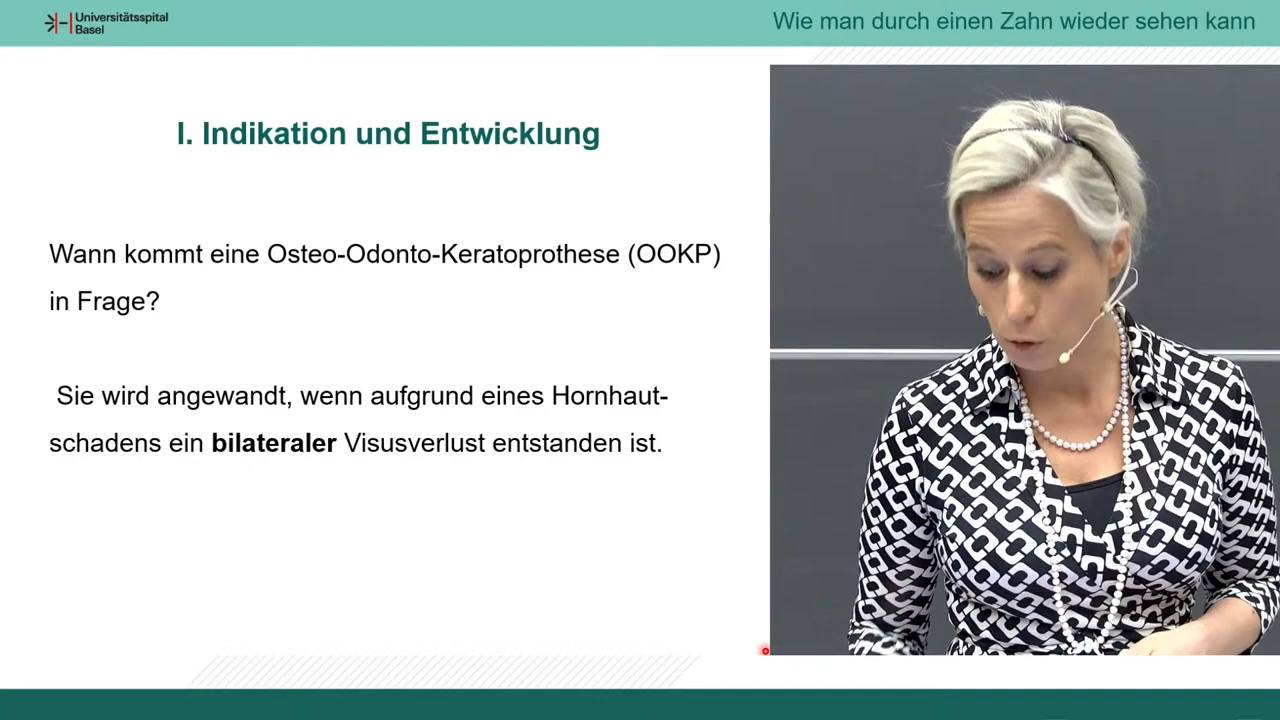 Universitätsspital
Basel
Wie man durch einen Zahn wieder sehen kann
I. Indikation und Entwicklung
Wann kommt eine Osteo-Odonto-Keratoprothese (OOKP)
in Frage?
Sie wird angewandt, wenn aufgrund eines Hornhaut-
schadens ein bilateraler Visusverlust entstanden ist.